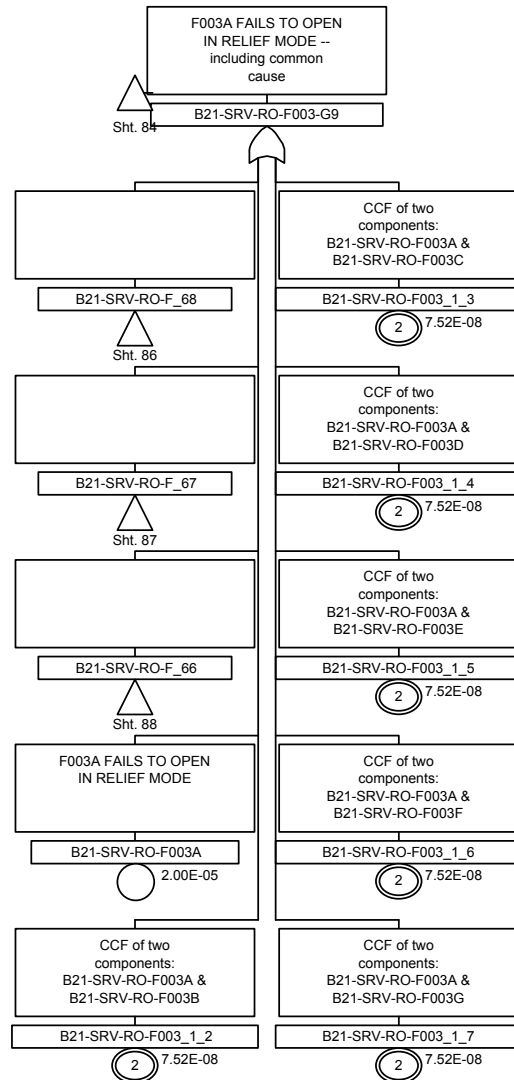 F003A FAILS TO OPEN
IN RELIEF MODE --
including common
cause
B21-SRV-RO-F003-G9
Sht. 84
B21-SRV-RO-F_68
Sht. 86
B21-SRV-RO-F_67
Sht. 87
B21-SRV-RO-F_66
Sht. 88
F003A FAILS TO OPEN
IN RELIEF MODE
B21-SRV-RO-F003A
2.00E-05
CCF of two
components:
B21-SRV-RO-F003A &
B21-SRV-RO-F003B
B21-SRV-RO-F003_1_2
2 7.52E-08
CCF of two
components:
B21-SRV-RO-F003A &
B21-SRV-RO-F003C
B21-SRV-RO-F003_1_3
2 7.52E-08
CCF of two
components:
B21-SRV-RO-F003A &
B21-SRV-RO-F003D
B21-SRV-RO-F003_1_4
2 7.52E-08
CCF of two
components:
B21-SRV-RO-F003A &
B21-SRV-RO-F003E
B21-SRV-RO-F003_1_5
2 7.52E-08
CCF of two
components:
B21-SRV-RO-F003A &
B21-SRV-RO-F003F
B21-SRV-RO-F003_1_6
2 7.52E-08
CCF of two
components:
B21-SRV-RO-F003A &
B21-SRV-RO-F003G
B21-SRV-RO-F003_1_7
2 7.52E-08